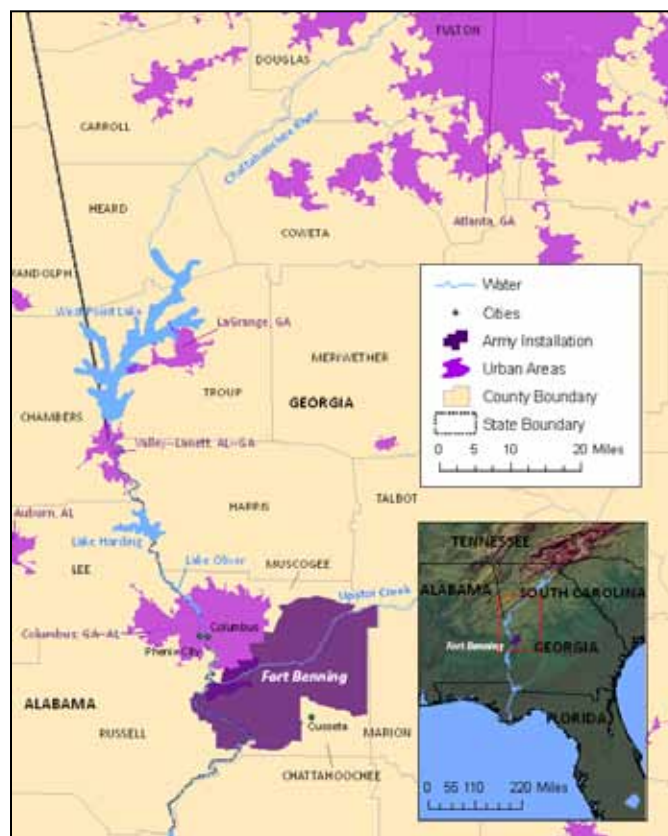 FULTON
DOUGLAS
CARROLL
Chattahoochee River
HEARD
Atlanta, GA
COWETA
RANDOLPH
West Point Lake
LaGrange, GA
MERIWETHER
TROUP
GEORGIA
CHAMBERS
Valley--Lanett, AL--GA
TALBOT
Auburn, AL
HARRIS
Lake Harding
Lake Oliver
LEE
MUSCOGEE
Upatoi Creek
Columbus, GA--AL
Columbus
Phenix City
Fort Benning
ALABAMA
Cusseta
RUSSELL
MARION
CHATTAHOOCHEE
Water
Cities
Army Installation
Urban Areas
County Boundary
State Boundary
0 5 10 20 Miles
TENNESSEE
ALABAMA
SOUTH CAROLINA
Fort Benning
GEORGIA
FLORIDA
0 55 110 220 Miles